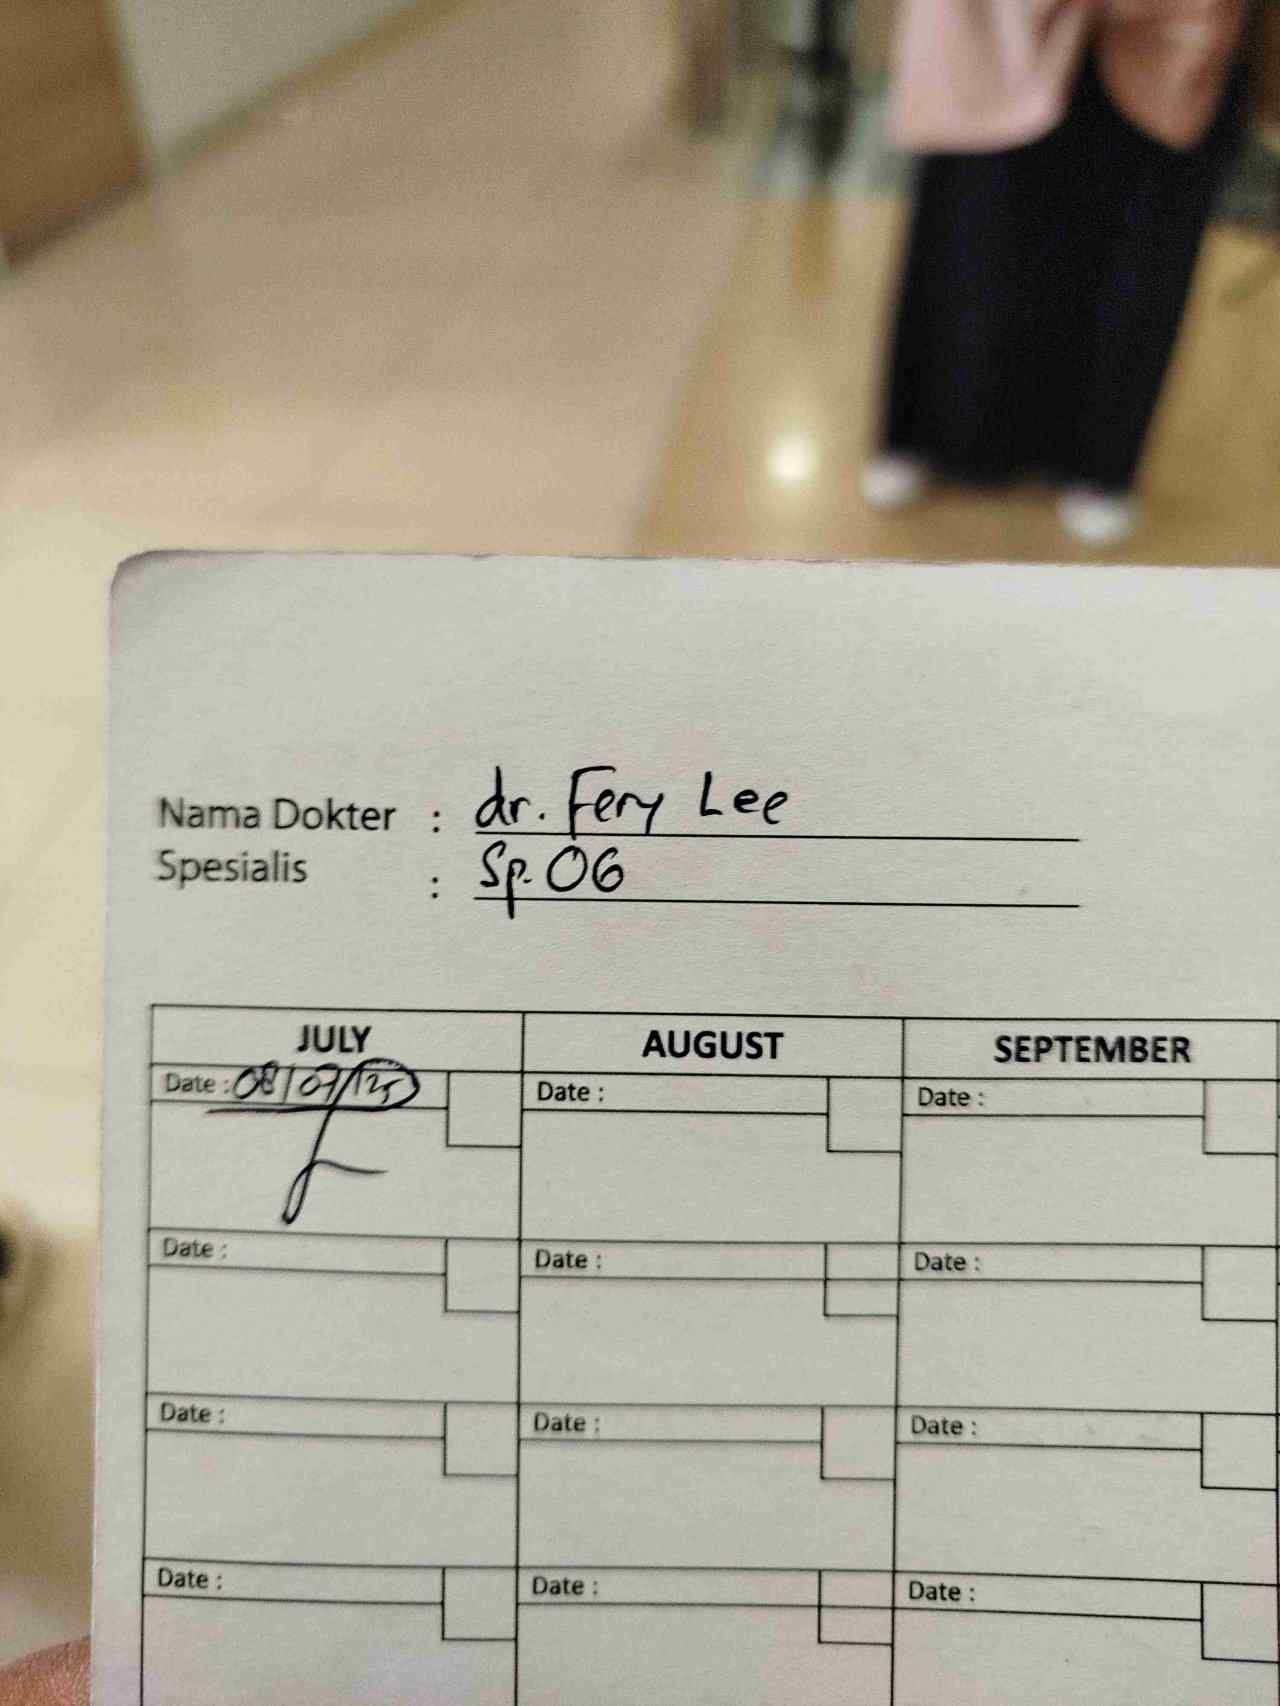 Nama Dokter : dr. Fery Lee
Spesialis : Sp.OG
JULY AUGUST SEPTEMBER
Date : 08/07/25 Date : Date :
Date : Date : Date :
Date : Date : Date :
Date : Date : Date :